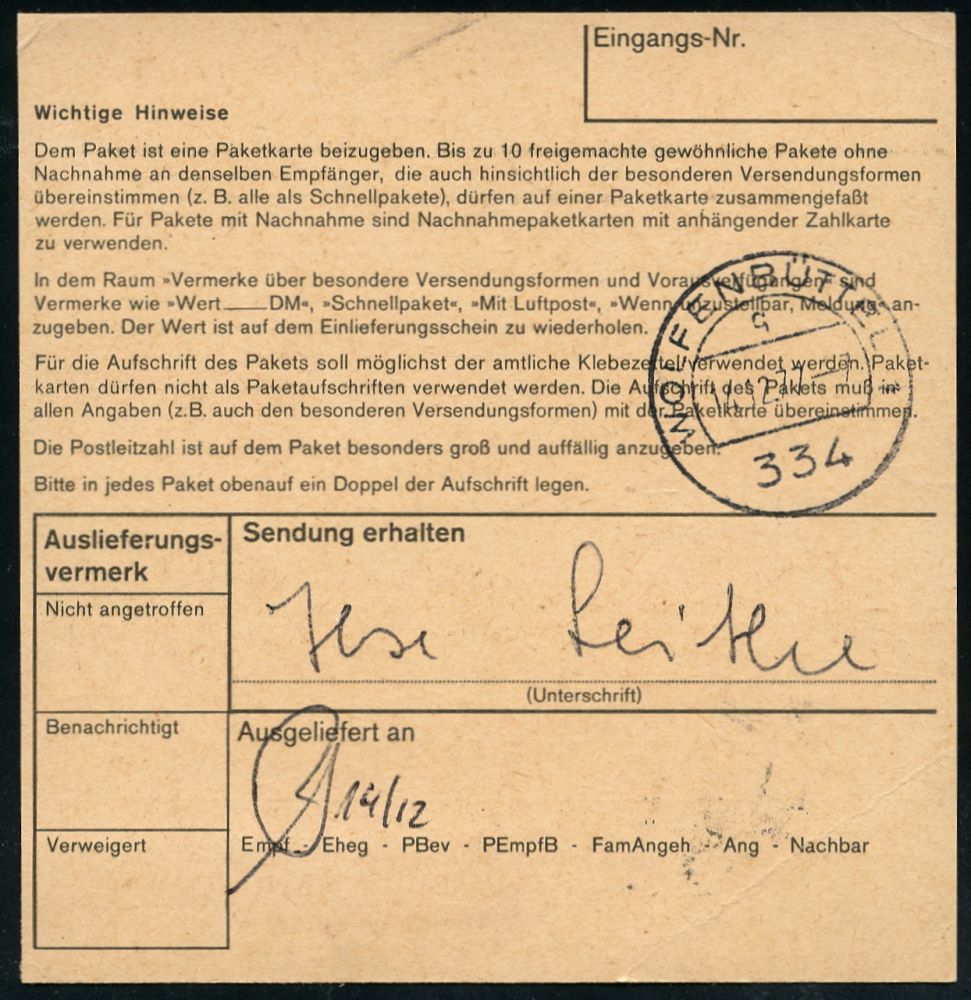 Eingangs-Nr.
Wichtige Hinweise
Dem Paket ist eine Paketkarte beizugeben. Bis zu 10 freigemachte gewöhnliche Pakete ohne
Nachnahme an denselben Empfänger, die auch hinsichtlich der besonderen Versendungsformen
übereinstimmen (z. B. alle als Schnellpakete), dürfen auf einer Paketkarte zusammengefaßt
werden. Für Pakete mit Nachnahme sind Nachnahmepaketkarten mit anhängender Zahlkarte
zu verwenden.
In dem Raum »Vermerke über besondere Versendungsformen und Vorausverfügungen« sind
Vermerke wie »Wert ____ DM«, »Schnellpaket«, »Mit Luftpost«, »Wenn unzustellbar, Meldung« an-
zugeben. Der Wert ist auf dem Einlieferungsschein zu wiederholen.
Für die Aufschrift des Pakets soll möglichst der amtliche Klebezettel verwendet werden. Paket-
karten dürfen nicht als Paketaufschriften verwendet werden. Die Aufschrift des Pakets muß in
allen Angaben (z.B. auch den besonderen Versendungsformen) mit der Paketkarte übereinstimmen.
Die Postleitzahl ist auf dem Paket besonders groß und auffällig anzugeben.
Bitte in jedes Paket obenauf ein Doppel der Aufschrift legen.
WOLFENBÜTTEL
334
Auslieferungs-
vermerk
Sendung erhalten
Nicht angetroffen
Ilse
(Unterschrift)
Benachrichtigt
Ausgeliefert an
14/12
Verweigert
Empf - Eheg - PBev - PEmpfB - FamAngeh - Ang - Nachbar